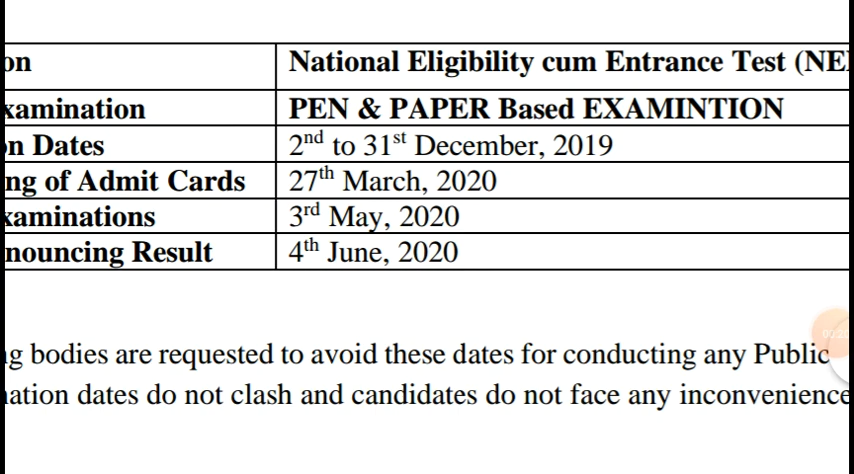 on National Eligibility cum Entrance Test (NE
xamination PEN & PAPER Based EXAMINTION
n Dates 2nd to 31st December, 2019
ng of Admit Cards 27th March, 2020
xaminations 3rd May, 2020
nouncing Result 4th June, 2020
g bodies are requested to avoid these dates for conducting any Public
nation dates do not clash and candidates do not face any inconvenience